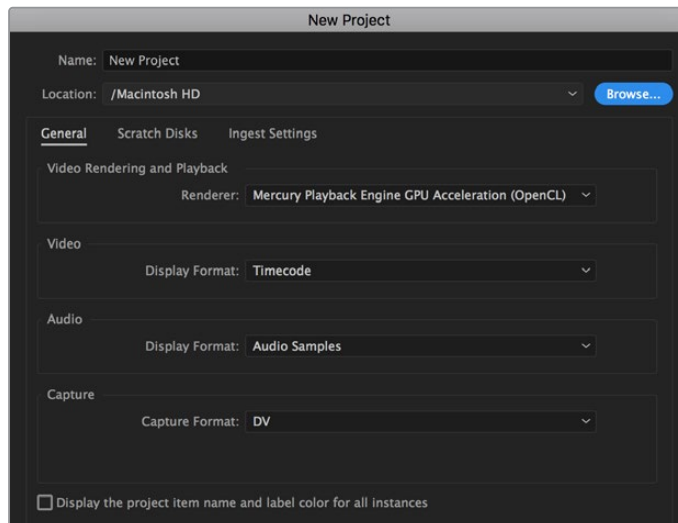 New Project
Name: New Project
Location: /Macintosh HD Browse...
General Scratch Disks Ingest Settings
Video Rendering and Playback
Renderer: Mercury Playback Engine GPU Acceleration (OpenCL)
Video
Display Format: Timecode
Audio
Display Format: Audio Samples
Capture
Capture Format: DV
Display the project item name and label color for all instances